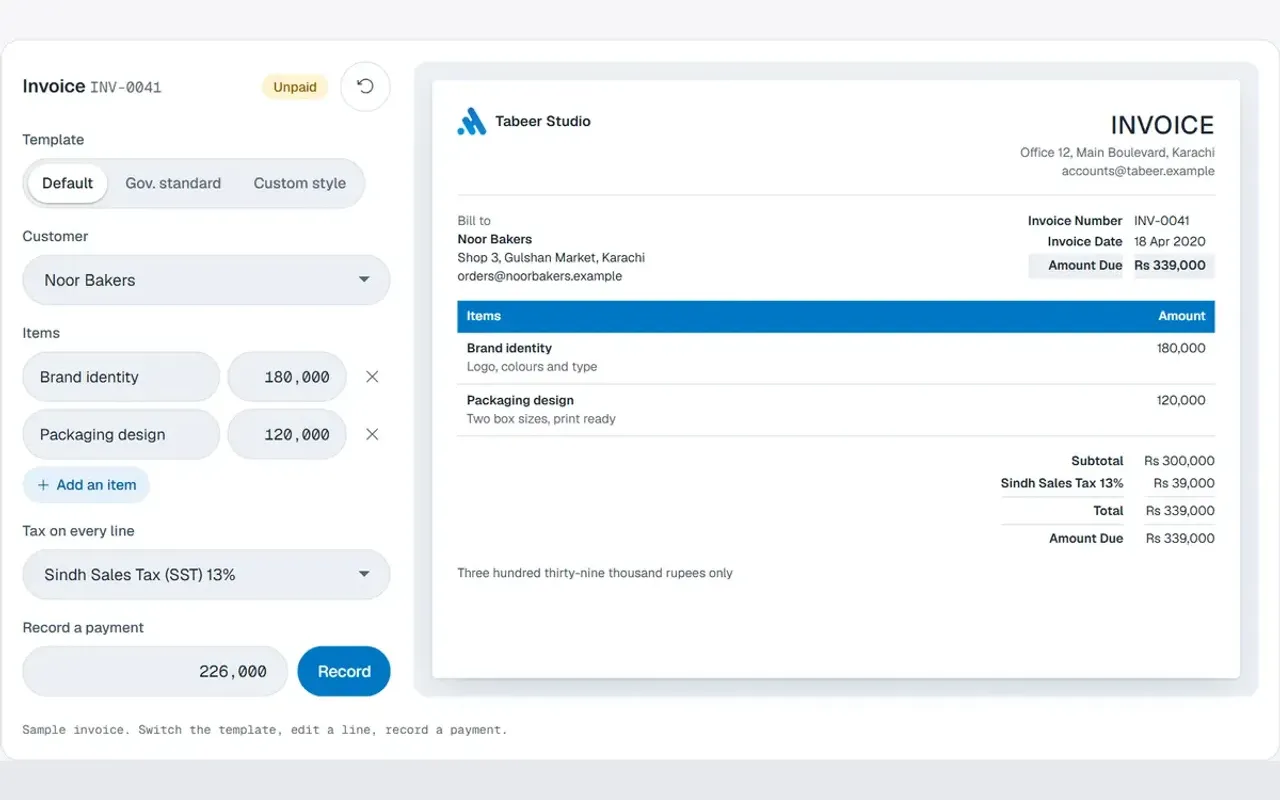 Invoice INV-0041
Unpaid
Template
Default
Gov. standard
Custom style
Customer
Noor Bakers
Items
Brand identity
180,000
Packaging design
120,000
+ Add an item
Tax on every line
Sindh Sales Tax (SST) 13%
Record a payment
226,000
Record
Sample invoice. Switch the template, edit a line, record a payment.
Tabeer Studio
INVOICE
Office 12, Main Boulevard, Karachi
accounts@tabeer.example
Bill to
Noor Bakers
Shop 3, Gulshan Market, Karachi
orders@noorbakers.example
Invoice Number INV-0041
Invoice Date 18 Apr 2020
Amount Due Rs 339,000
Items Amount
Brand identity 180,000
Logo, colours and type
Packaging design 120,000
Two box sizes, print ready
Subtotal Rs 300,000
Sindh Sales Tax 13% Rs 39,000
Total Rs 339,000
Amount Due Rs 339,000
Three hundred thirty-nine thousand rupees only